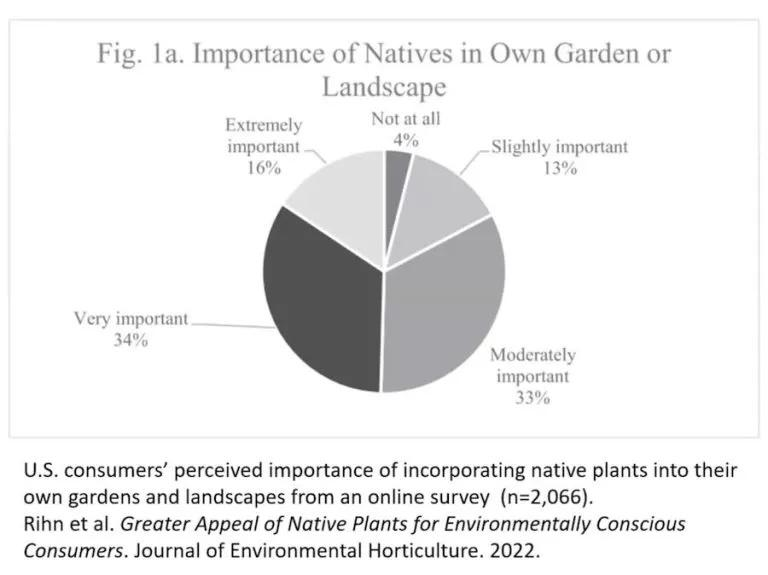 Fig. 1a. Importance of Natives in Own Garden or
Landscape
Not at all
4%
Slightly important
13%
Moderately
important
33%
Very important
34%
Extremely
important
16%
U.S. consumers’ perceived importance of incorporating native plants into their
own gardens and landscapes from an online survey (n=2,066).
Rihn et al. Greater Appeal of Native Plants for Environmentally Conscious
Consumers. Journal of Environmental Horticulture. 2022.